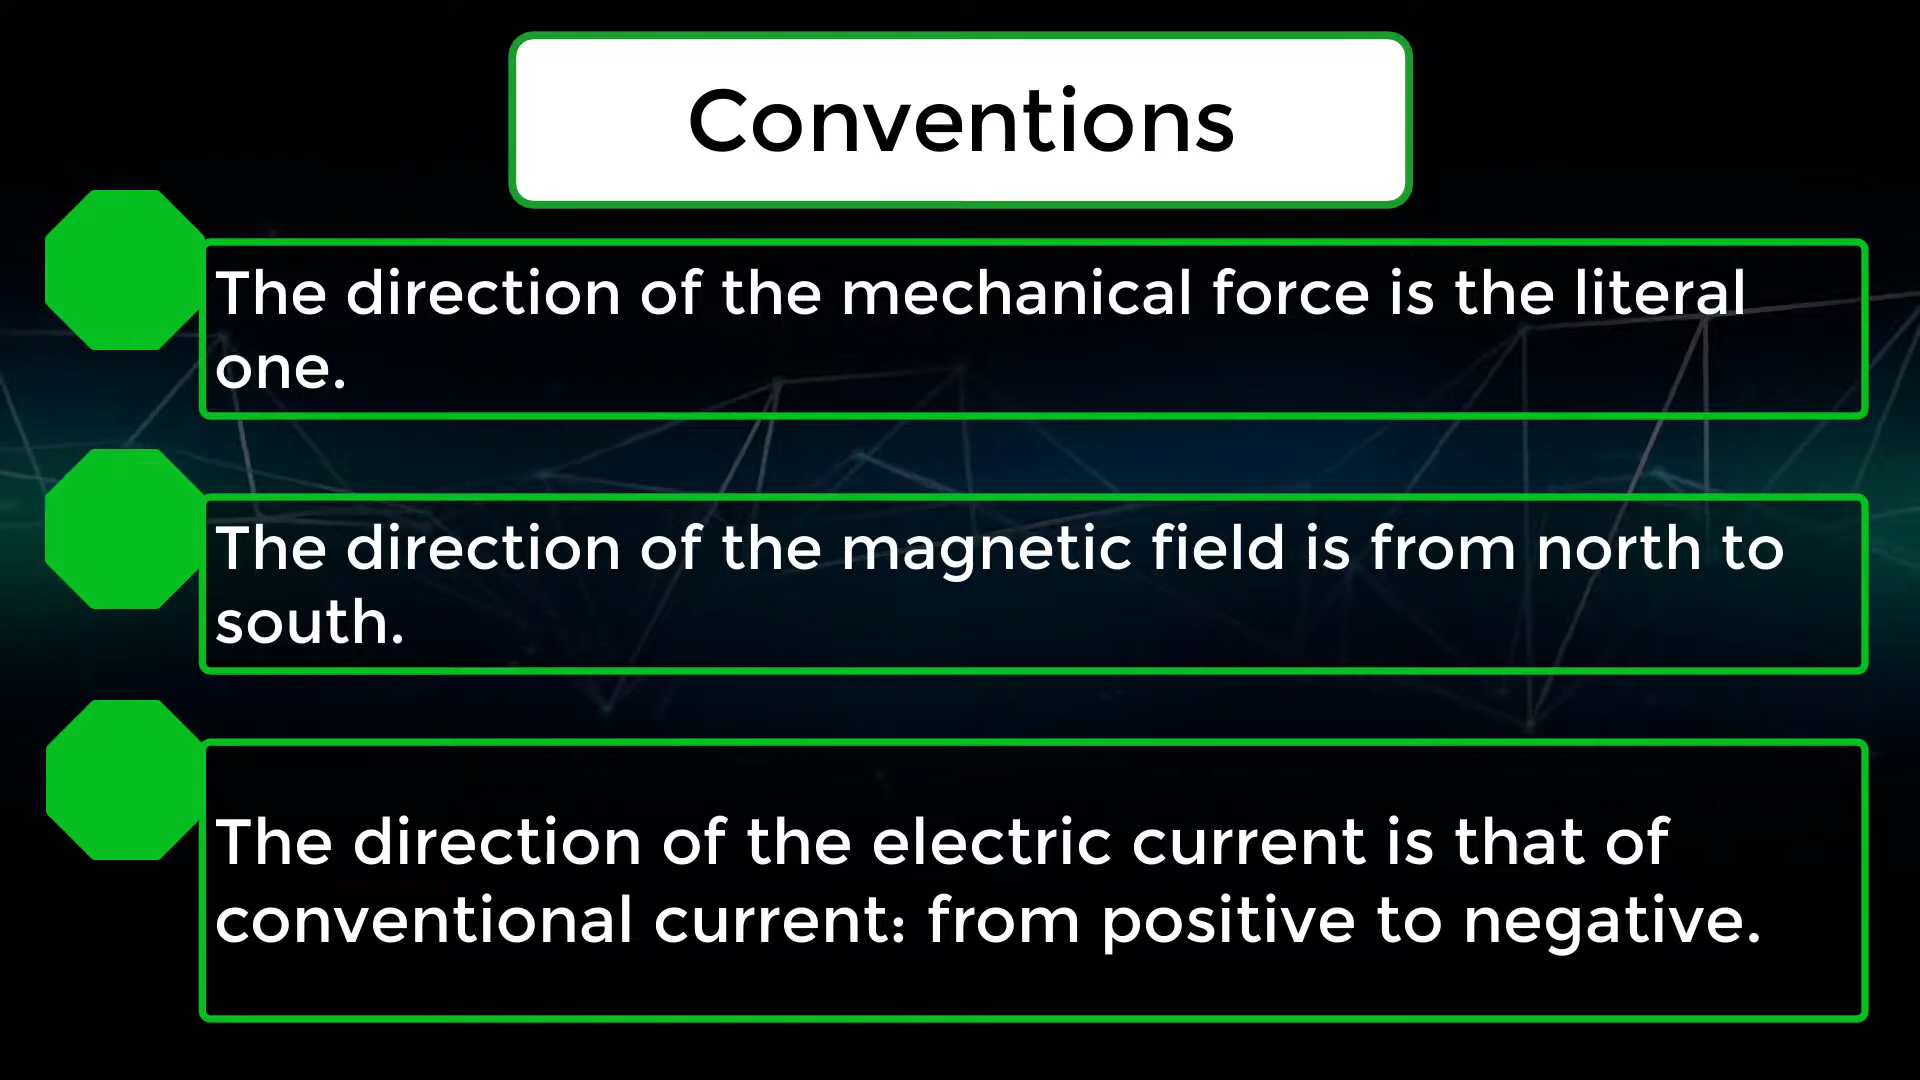 Conventions
The direction of the mechanical force is the literal
one.
The direction of the magnetic field is from north to
south.
The direction of the electric current is that of
conventional current: from positive to negative.